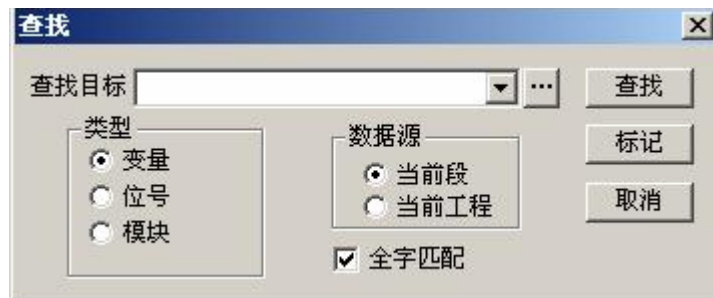 查找
查找目标 ... 查找
类型
变量
位号
模块
数据源
当前段
当前工程
全字匹配
标记
取消